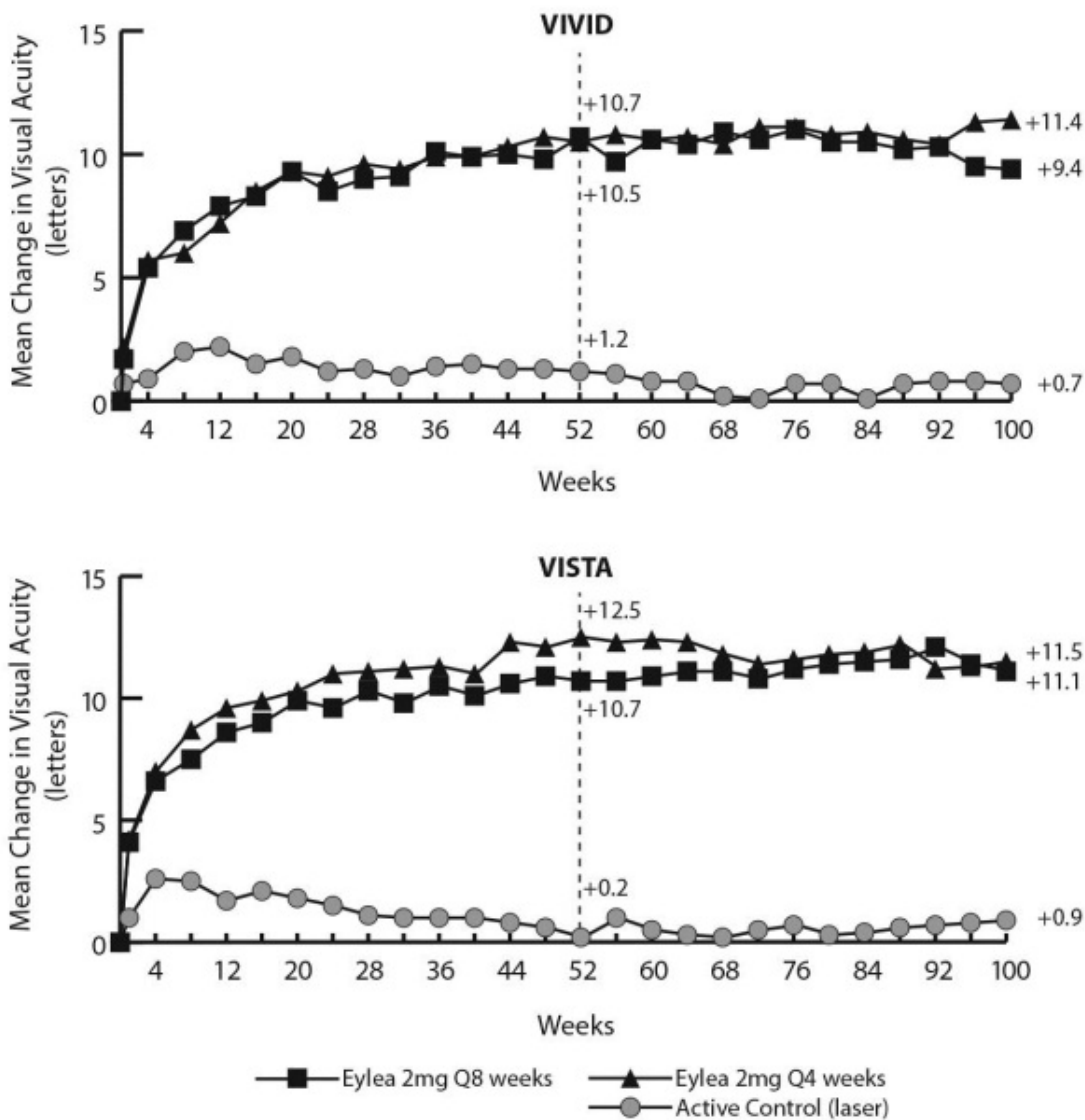 VIVID
Mean Change in Visual Acuity
(letters)
15
10
5
0
+10.7
+10.5
+1.2
+11.4
+9.4
+0.7
4 12 20 28 36 44 52 60 68 76 84 92 100
Weeks
VISTA
Mean Change in Visual Acuity
(letters)
15
10
5
0
+12.5
+10.7
+0.2
+11.5
+11.1
+0.9
4 12 20 28 36 44 52 60 68 76 84 92 100
Weeks
Eylea 2mg Q8 weeks
Eylea 2mg Q4 weeks
Active Control (laser)